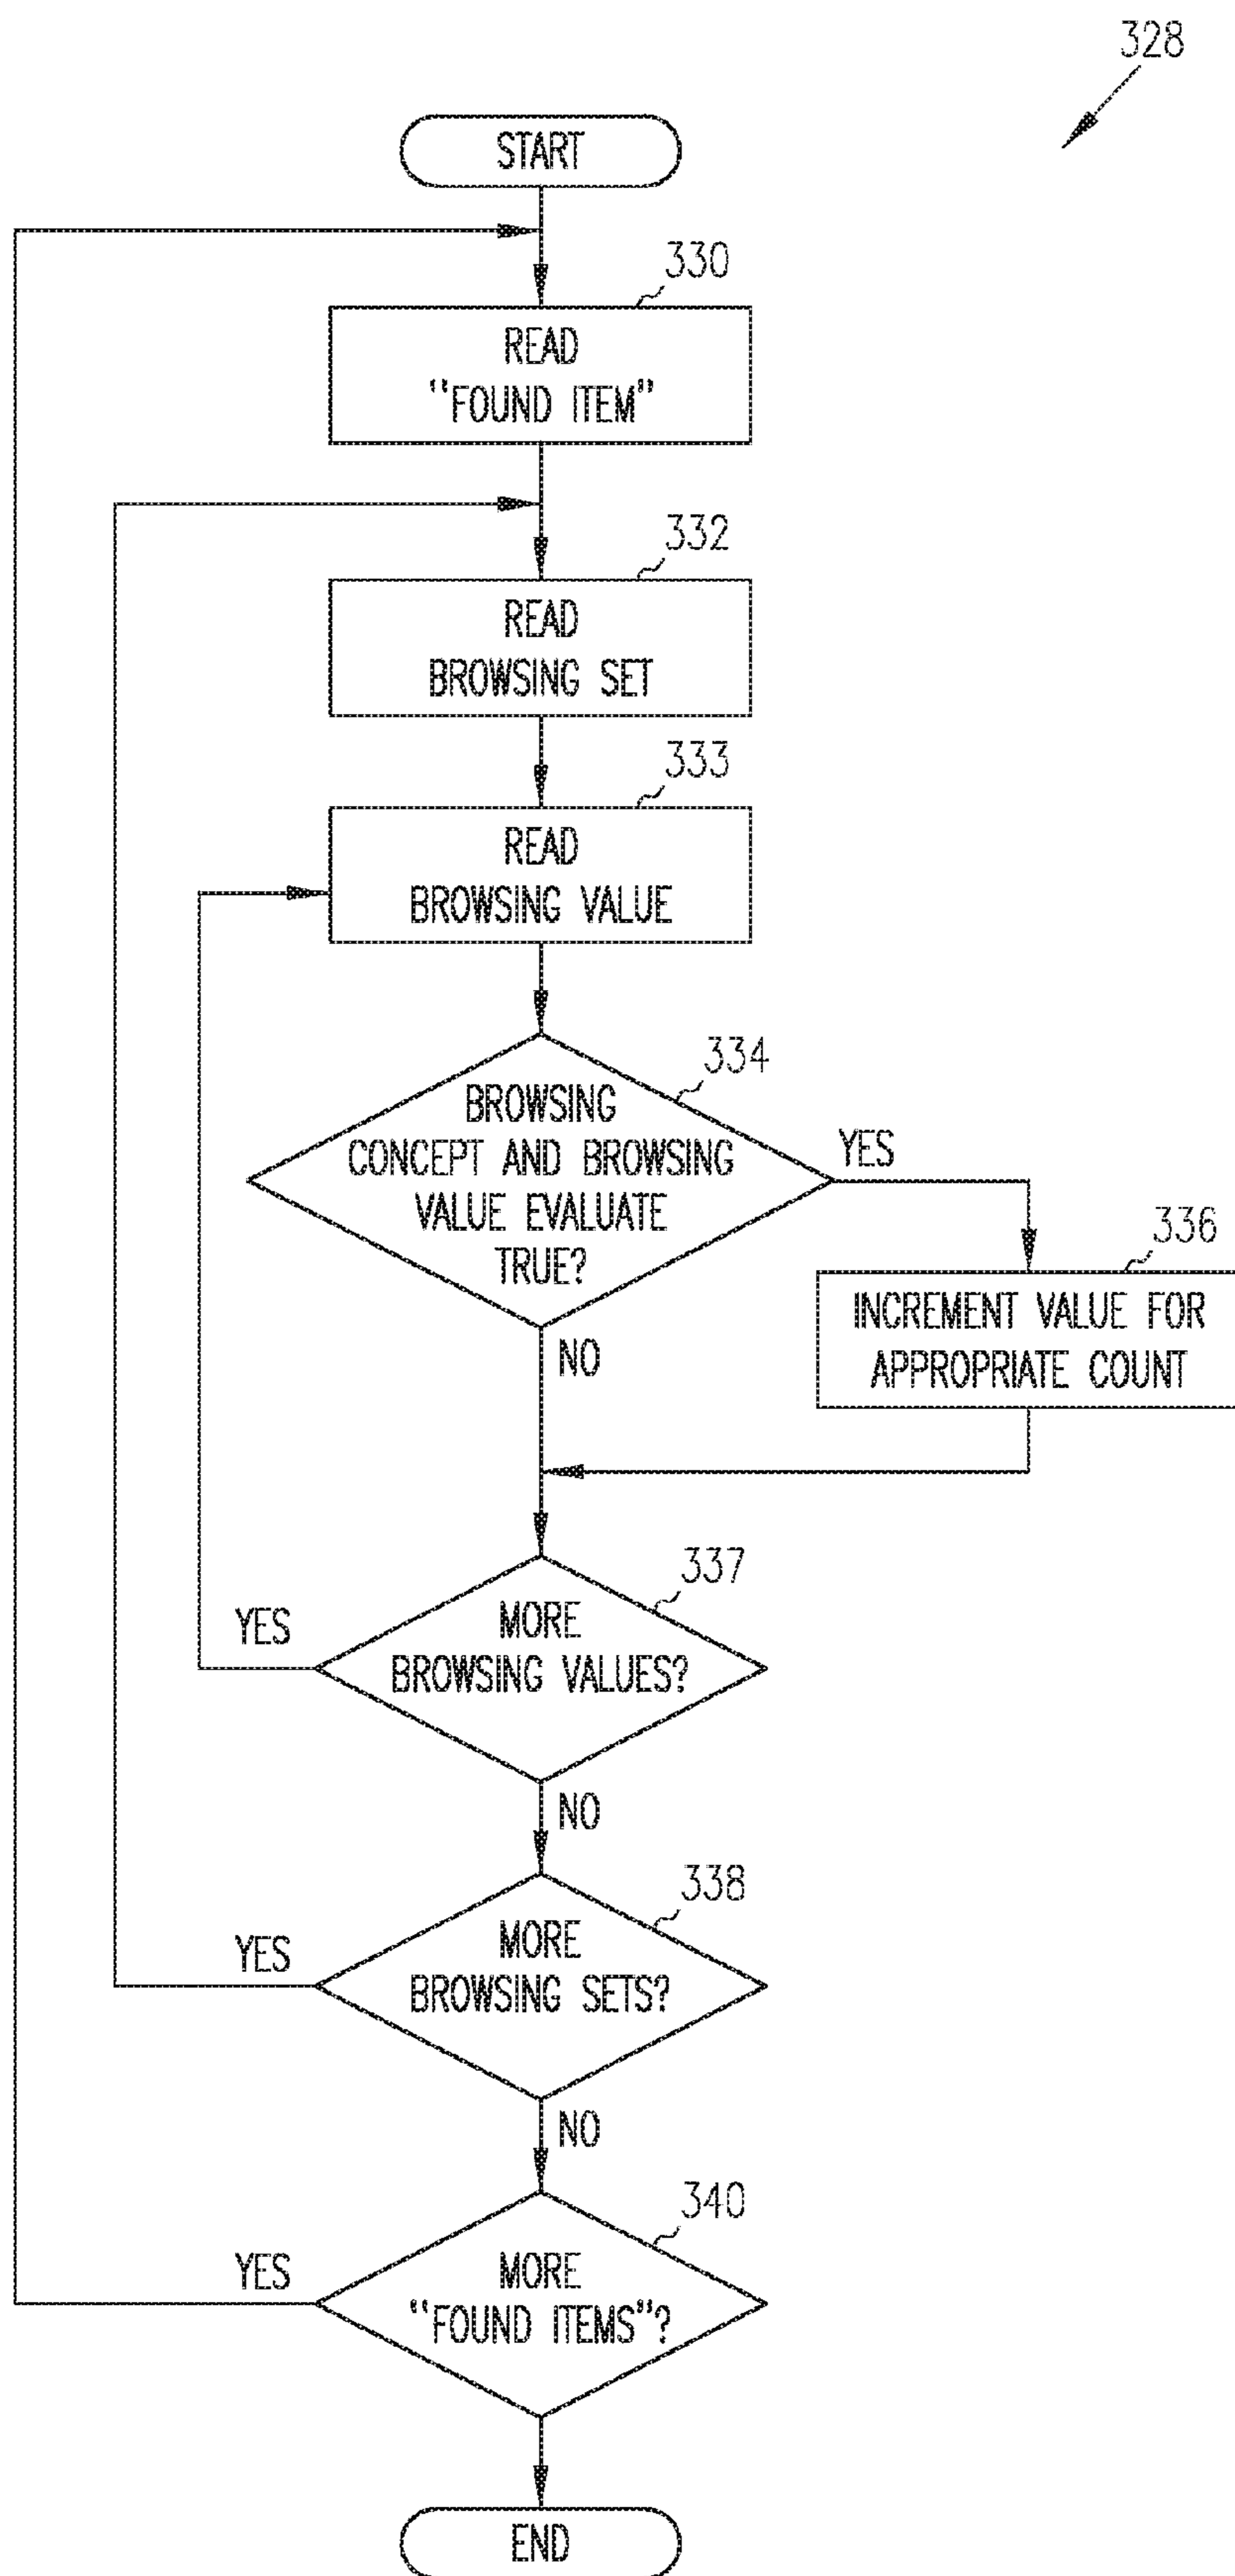 328
START
330
READ
"FOUND ITEM"
332
READ
BROWSING SET
333
READ
BROWSING VALUE
334
BROWSING
CONCEPT AND BROWSING
VALUE EVALUATE
TRUE?
YES
336
INCREMENT VALUE FOR
APPROPRIATE COUNT
NO
337
MORE
BROWSING VALUES?
YES
NO
338
MORE
BROWSING SETS?
YES
NO
340
MORE
"FOUND ITEMS"?
YES
END